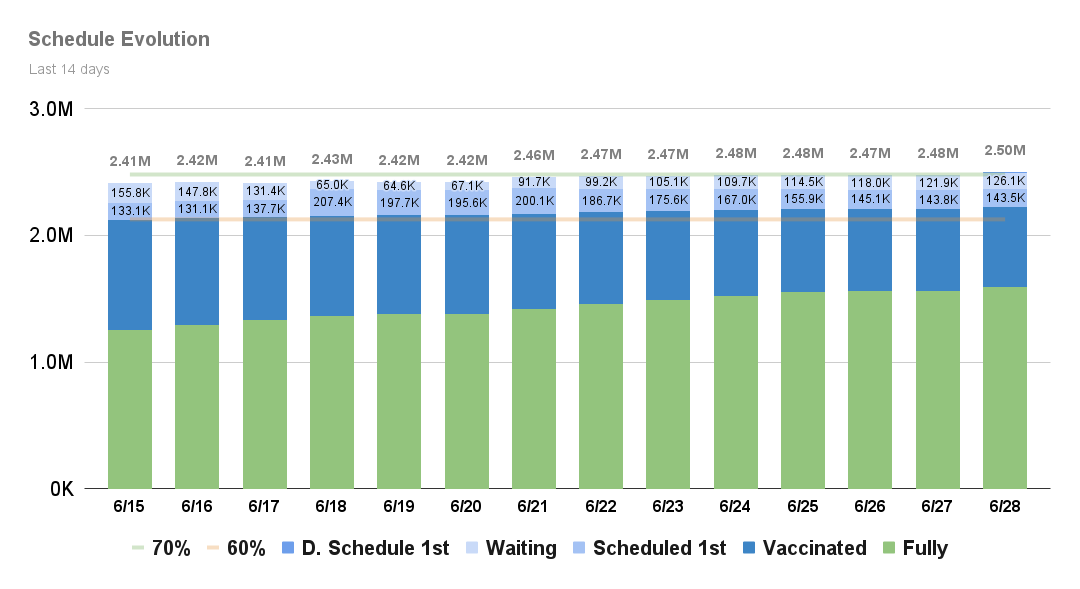 Schedule Evolution
Last 14 days
3.0M
2.0M
1.0M
0K
2.41M 2.42M 2.41M 2.43M 2.42M 2.42M 2.46M 2.47M 2.47M 2.48M 2.48M 2.47M 2.48M 2.50M
155.8K 147.8K 131.4K 65.0K 64.6K 67.1K 91.7K 99.2K 105.1K 109.7K 114.5K 118.0K 121.9K 126.1K
133.1K 131.1K 137.7K 207.4K 197.7K 195.6K 200.1K 186.7K 175.6K 167.0K 155.9K 145.1K 143.8K 143.5K
6/15 6/16 6/17 6/18 6/19 6/20 6/21 6/22 6/23 6/24 6/25 6/26 6/27 6/28
70% 60% D. Schedule 1st Waiting Scheduled 1st Vaccinated Fully